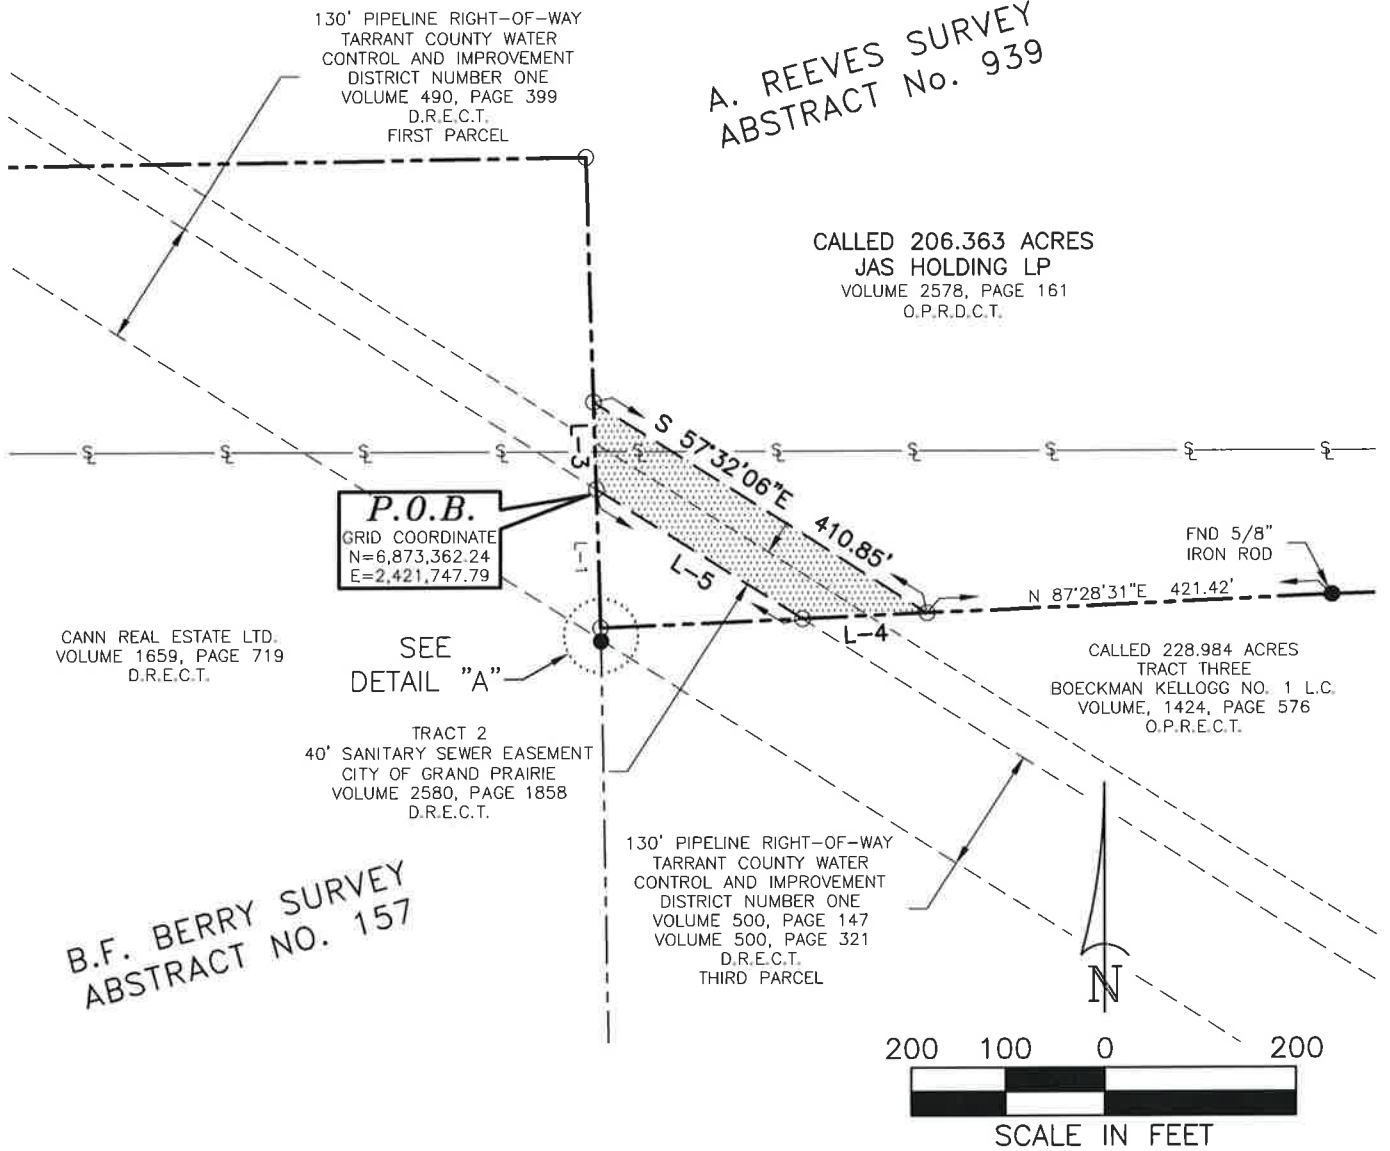 130' PIPELINE RIGHT-OF-WAY
TARRANT COUNTY WATER
CONTROL AND IMPROVEMENT
DISTRICT NUMBER ONE
VOLUME 490, PAGE 399
D.R.E.C.T.
FIRST PARCEL
A. REEVES SURVEY
ABSTRACT No. 939
CALLED 206.363 ACRES
JAS HOLDING LP
VOLUME 2578, PAGE 161
O.P.R.D.C.T.
L-3
S 57°32'06"E 410.85'
P.O.B.
GRID COORDINATE
N=6,873,362.24
E=2,421,747.79
L-1
L-5
L-4
FND 5/8"
IRON ROD
N 87°28'31"E 421.42'
CANN REAL ESTATE LTD.
VOLUME 1659, PAGE 719
D.R.E.C.T.
SEE
DETAIL "A"
CALLED 228.984 ACRES
TRACT THREE
BOECKMAN KELLOGG NO. 1 L.C.
VOLUME, 1424, PAGE 576
O.P.R.E.C.T.
TRACT 2
40' SANITARY SEWER EASEMENT
CITY OF GRAND PRAIRIE
VOLUME 2580, PAGE 1858
D.R.E.C.T.
130' PIPELINE RIGHT-OF-WAY
TARRANT COUNTY WATER
CONTROL AND IMPROVEMENT
DISTRICT NUMBER ONE
VOLUME 500, PAGE 147
VOLUME 500, PAGE 321
D.R.E.C.T.
THIRD PARCEL
B.F. BERRY SURVEY
ABSTRACT NO. 157
N
200 100 0 200
SCALE IN FEET